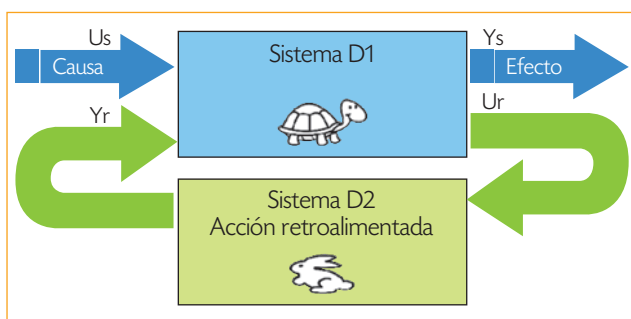 Us
Causa
Yr
Sistema D1
Ys
Efecto
Ur
Sistema D2
Acción retroalimentada